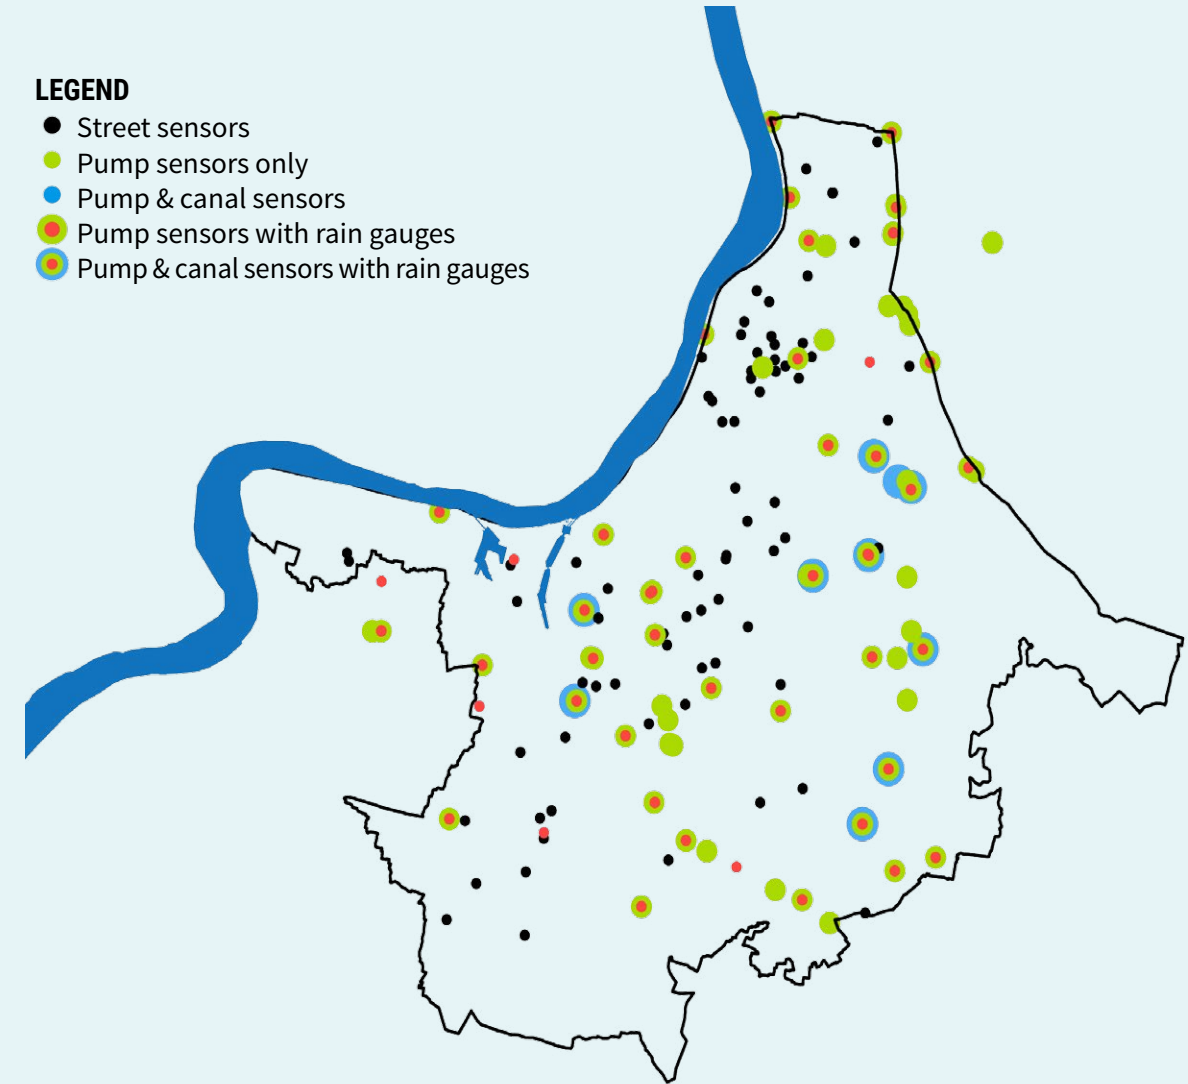 LEGEND
Street sensors
Pump sensors only
Pump & canal sensors
Pump sensors with rain gauges
Pump & canal sensors with rain gauges